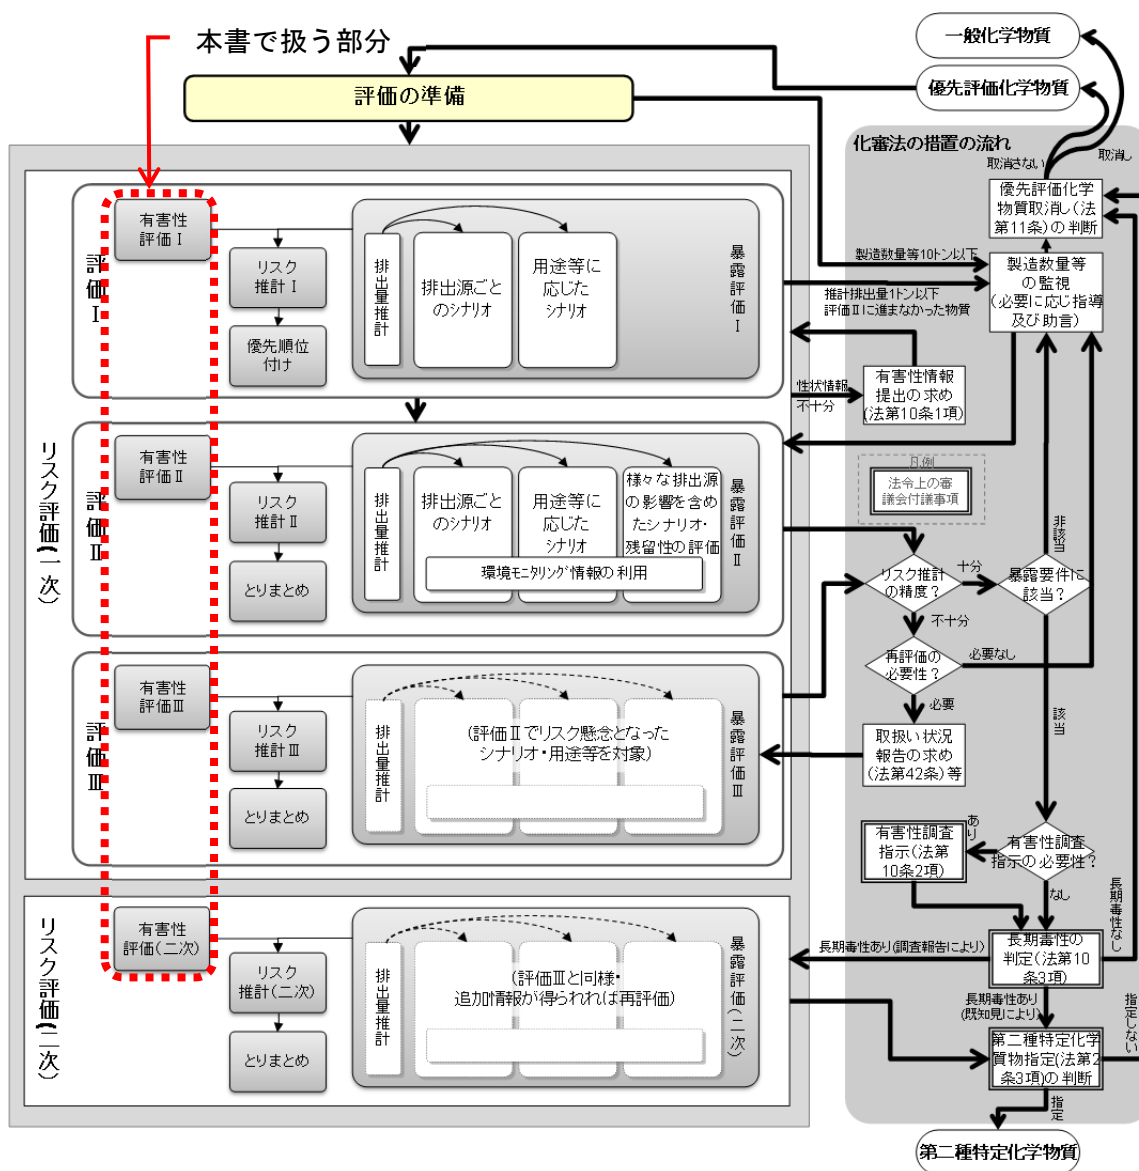 本書で扱う部分
評価の準備
一般化学物質
優先評価化学物質
化審法の措置の流れ
取消さない
取消し
優先評価化学
物質取消し(法
第11条)の判断
製造数量等10トン以下
製造数量等
の監視
(必要に応じ指導
及び助言)
推計排出量1トン以下
評価Ⅱに進まなかった物質
性状情報
不十分
有害性情報
提出の求め
(法第10条1項)
凡例
法令上の審
議会付議事項
リスク評価(一次)
評価Ⅰ
有害性
評価Ⅰ
リスク
推計Ⅰ
優先順位
付け
排出量推計
排出源ごと
のシナリオ
用途等に
応じた
シナリオ
暴露評価Ⅰ
評価Ⅱ
有害性
評価Ⅱ
リスク
推計Ⅱ
とりまとめ
排出量推計
排出源ごと
のシナリオ
用途等に
応じた
シナリオ
様々な排出源
の影響を含め
たシナリオ・
残留性の評価
環境モニタリング情報の利用
暴露評価Ⅱ
評価Ⅲ
有害性
評価Ⅲ
リスク
推計Ⅲ
とりまとめ
排出量推計
(評価Ⅱでリスク懸念となった
シナリオ・用途等を対象)
暴露評価Ⅲ
リスク評価(二次)
有害性
評価(二次)
リスク
推計(二次)
とりまとめ
排出量推計
(評価Ⅲと同様・
追加情報が得られれば再評価)
暴露評価(二次)
リスク推計
の精度?
十分
不十分
暴露要件に
該当?
非該当
該当
再評価の
必要性?
必要なし
必要
取扱い状況
報告の求め
(法第42条)等
有害性調査
指示の必要性?
あり
なし
有害性調査
指示(法第
10条2項)
長期毒性あり(調査報告により)
長期毒性の
判定(法第10
条3項)
長期毒性なし
長期毒性あり
(既知見により)
第二種特定化学
質物指定(法第2
条3項)の判断
指定しない
指定
第二種特定化学物質